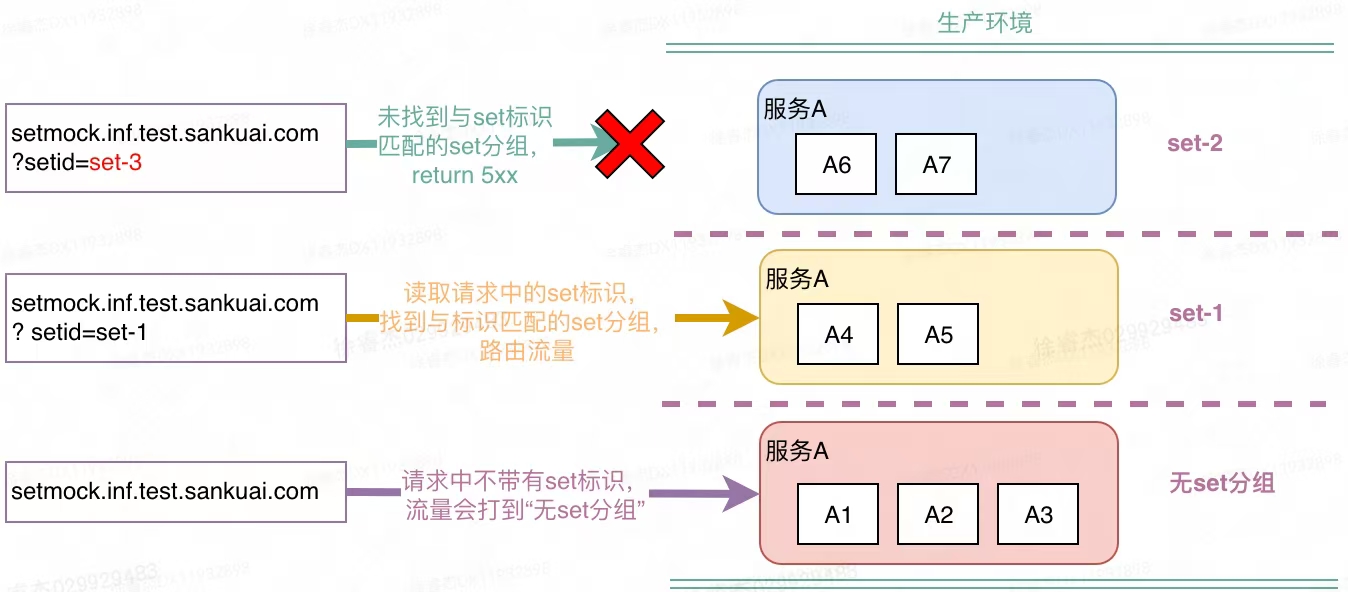 生产环境
setmock.inf.test.sankuai.com
?setid=set-3
未找到与set标识
匹配的set分组，
return 5xx
服务A
A6
A7
set-2
setmock.inf.test.sankuai.com
? setid=set-1
读取请求中的set标识，
找到与标识匹配的set分组，
路由流量
服务A
A4
A5
set-1
setmock.inf.test.sankuai.com
请求中不带有set标识，
流量会打到“无set分组”
服务A
A1
A2
A3
无set分组